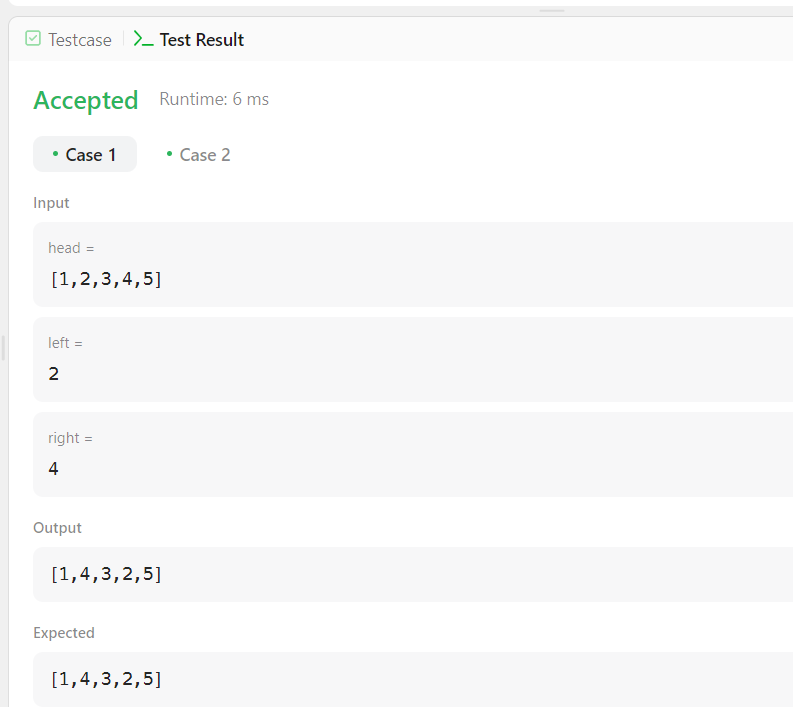 Testcase Test Result
Accepted Runtime: 6 ms
Case 1 Case 2
Input
head =
[1,2,3,4,5]
left =
2
right =
4
Output
[1,4,3,2,5]
Expected
[1,4,3,2,5]